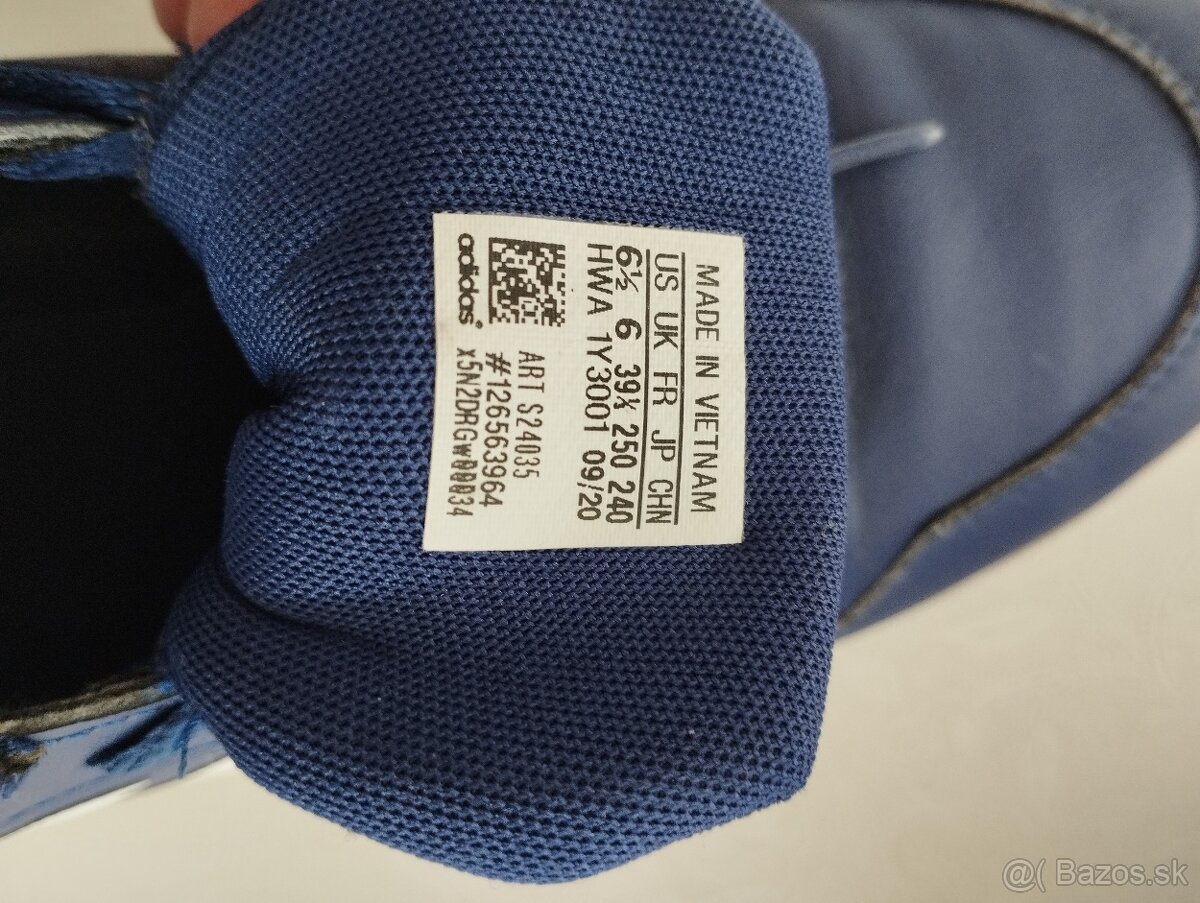 MADE IN VIETNAM
US UK FR JP CHN
6½ 6 39⅓ 250 240
HWA 1Y3001 09/20
ART S24035
#126563964
x5N2DRGw00034
adidas®
@( Bazos.sk